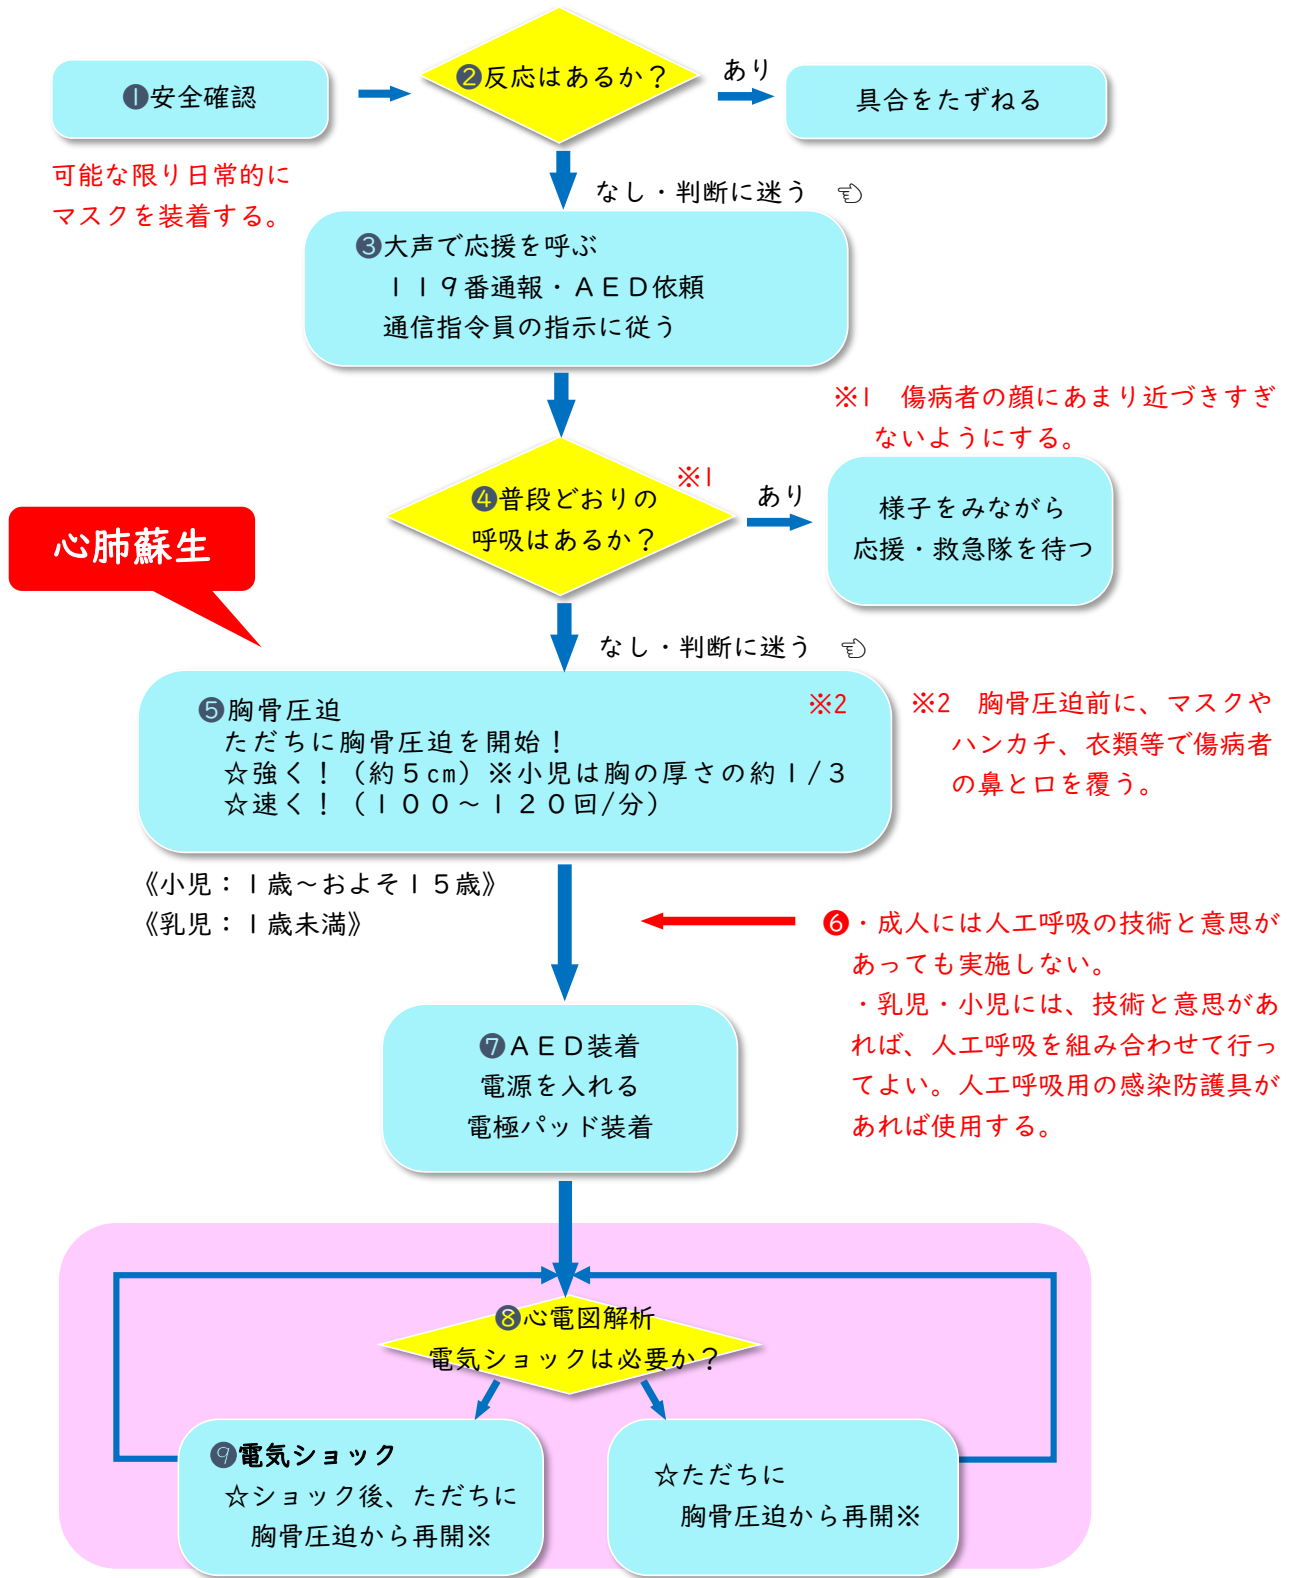 ❶安全確認
❷反応はあるか？
あり
具合をたずねる
可能な限り日常的に
マスクを装着する。
なし・判断に迷う ☜
❸大声で応援を呼ぶ
１１９番通報・ＡＥＤ依頼
通信指令員の指示に従う
※1　傷病者の顔にあまり近づきすぎ
ないようにする。
❹普段どおりの
呼吸はあるか？
※1
あり
様子をみながら
応援・救急隊を待つ
心肺蘇生
なし・判断に迷う ☜
❺胸骨圧迫
※2
ただちに胸骨圧迫を開始！
☆強く！（約５㎝）※小児は胸の厚さの約１/３
☆速く！（１００～１２０回/分）
※2　胸骨圧迫前に、マスクや
ハンカチ、衣類等で傷病者
の鼻と口を覆う。
《小児：１歳～およそ１５歳》
《乳児：１歳未満》
❻・成人には人工呼吸の技術と意思が
あっても実施しない。
・乳児・小児には、技術と意思があ
れば、人工呼吸を組み合わせて行っ
てよい。人工呼吸用の感染防護具が
あれば使用する。
❼ＡＥＤ装着
電源を入れる
電極パッド装着
❽心電図解析
電気ショックは必要か？
❾電気ショック
☆ショック後、ただちに
胸骨圧迫から再開※
☆ただちに
胸骨圧迫から再開※